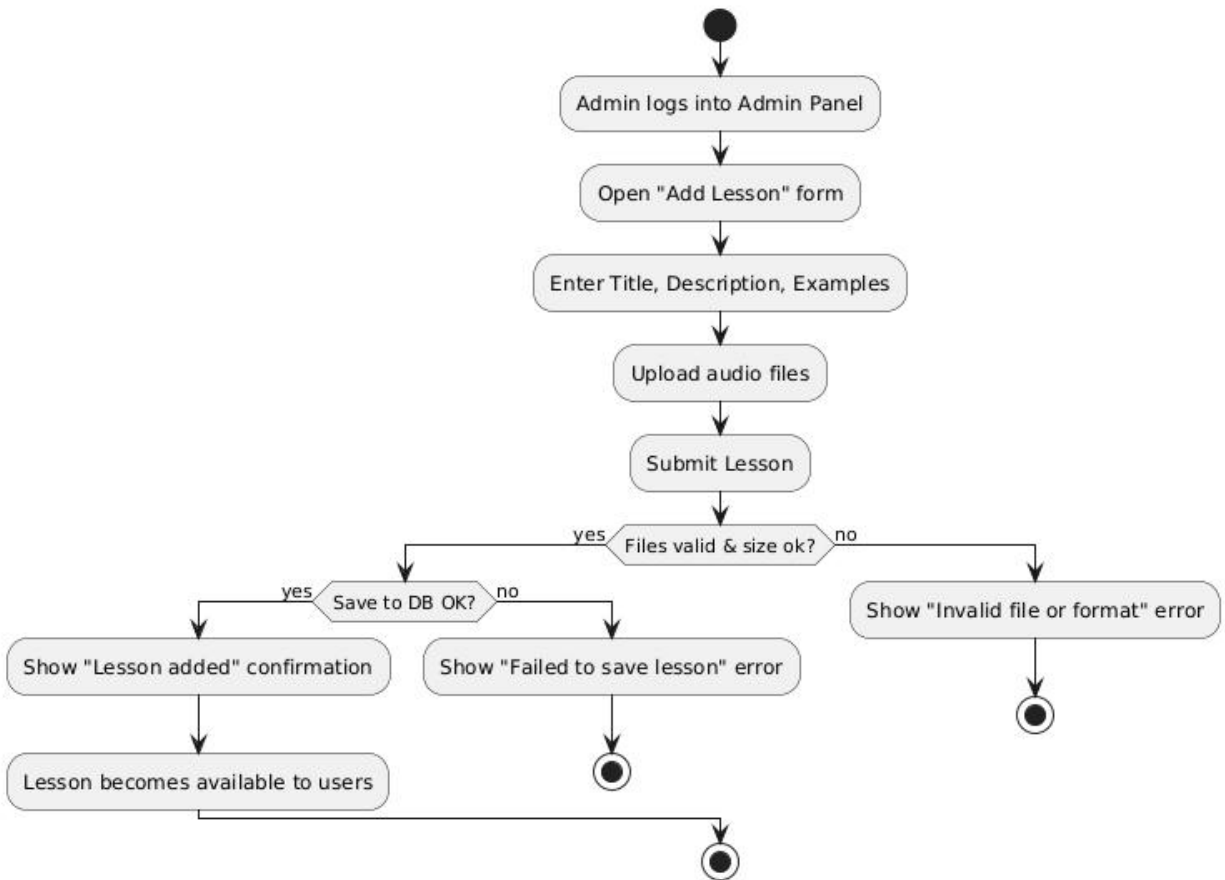 Admin logs into Admin Panel
Open "Add Lesson" form
Enter Title, Description, Examples
Upload audio files
Submit Lesson
yes
Files valid & size ok?
no
yes
Save to DB OK?
no
Show "Invalid file or format" error
Show "Lesson added" confirmation
Show "Failed to save lesson" error
Lesson becomes available to users